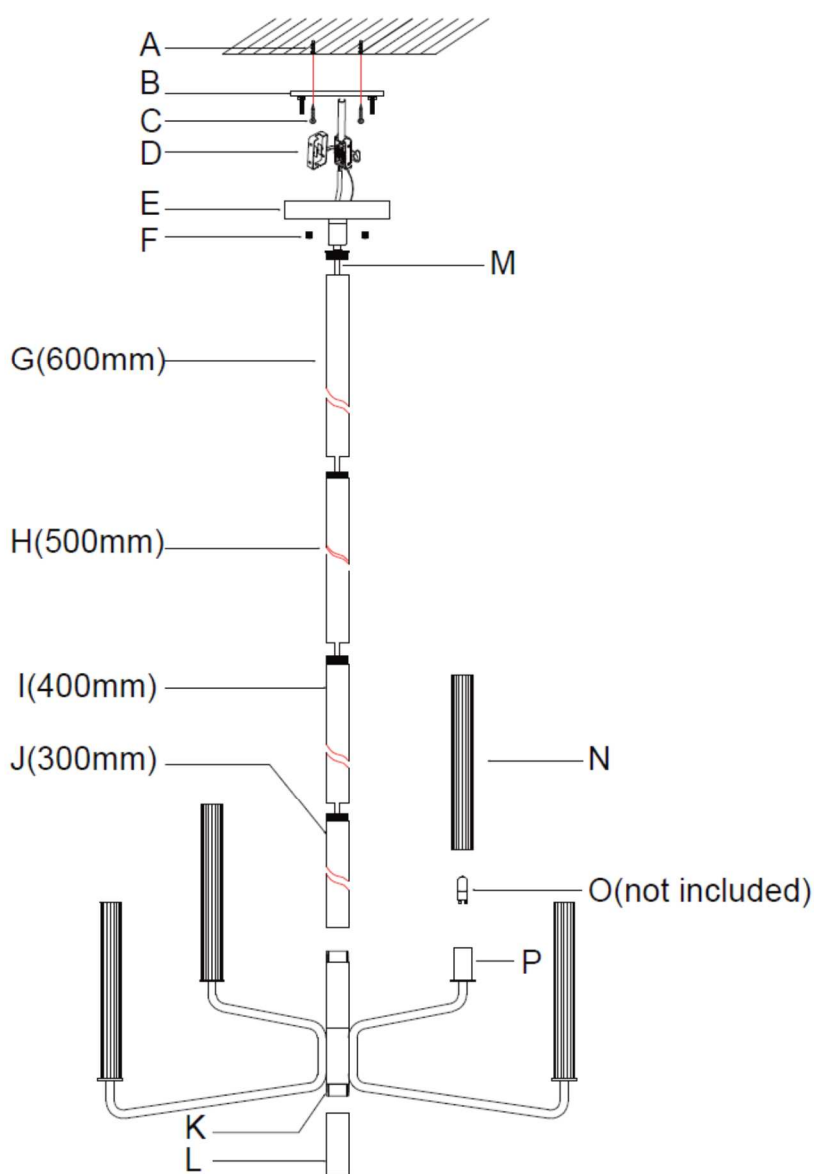 A
B
C
D
E
F
M
G(600mm)
H(500mm)
I(400mm)
J(300mm)
N
O(not included)
P
K
L